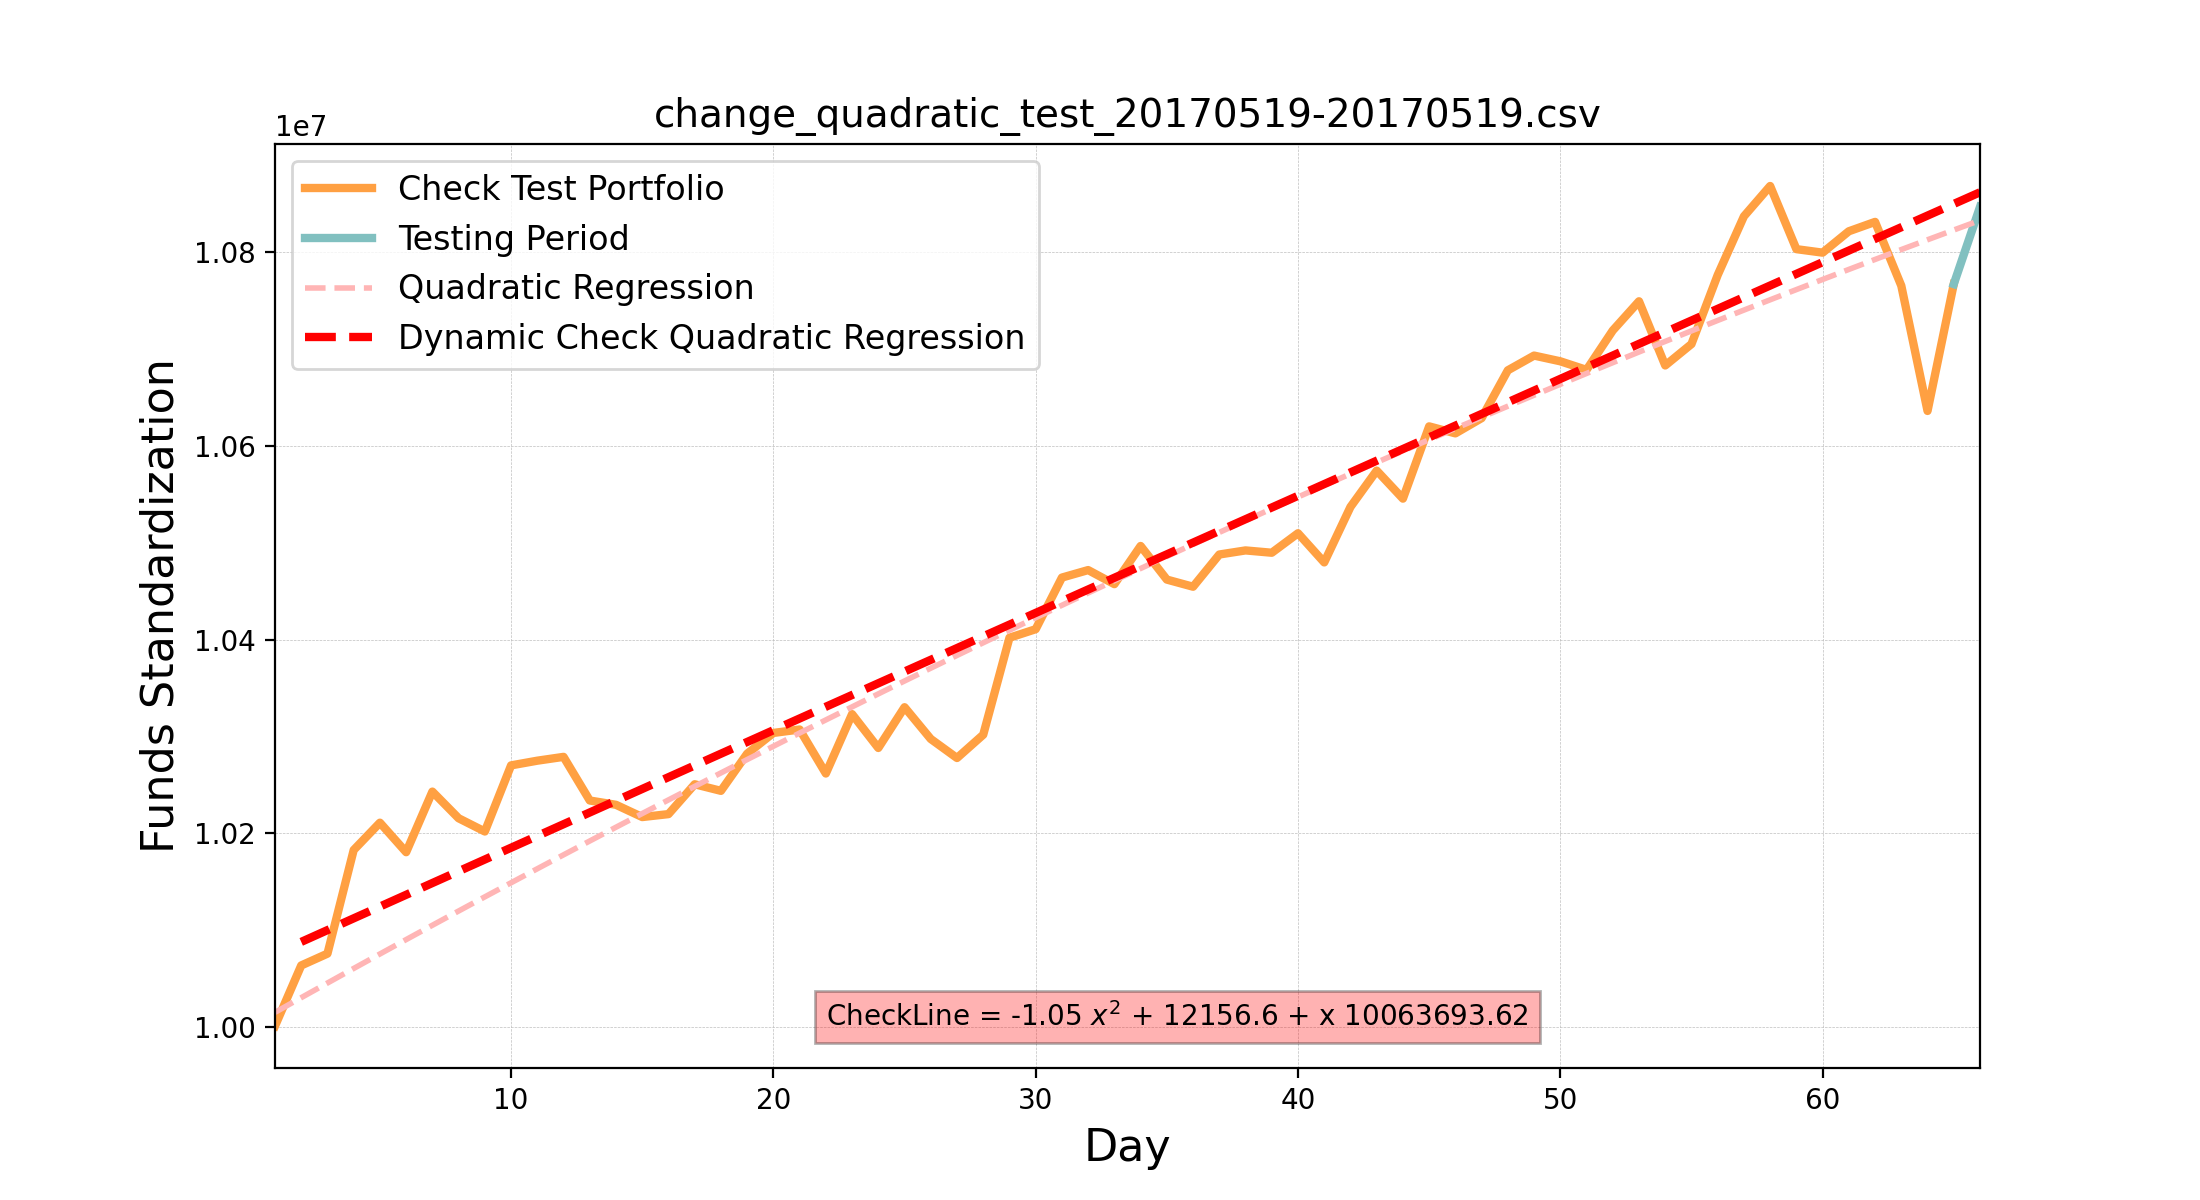 change_quadratic_test_20170519-20170519.csv
1e7
Check Test Portfolio
Testing Period
Quadratic Regression
Dynamic Check Quadratic Regression
Funds Standardization
1.08
1.06
1.04
1.02
1.00
CheckLine = -1.05 x² + 12156.6 + x 10063693.62
10 20 30 40 50 60
Day